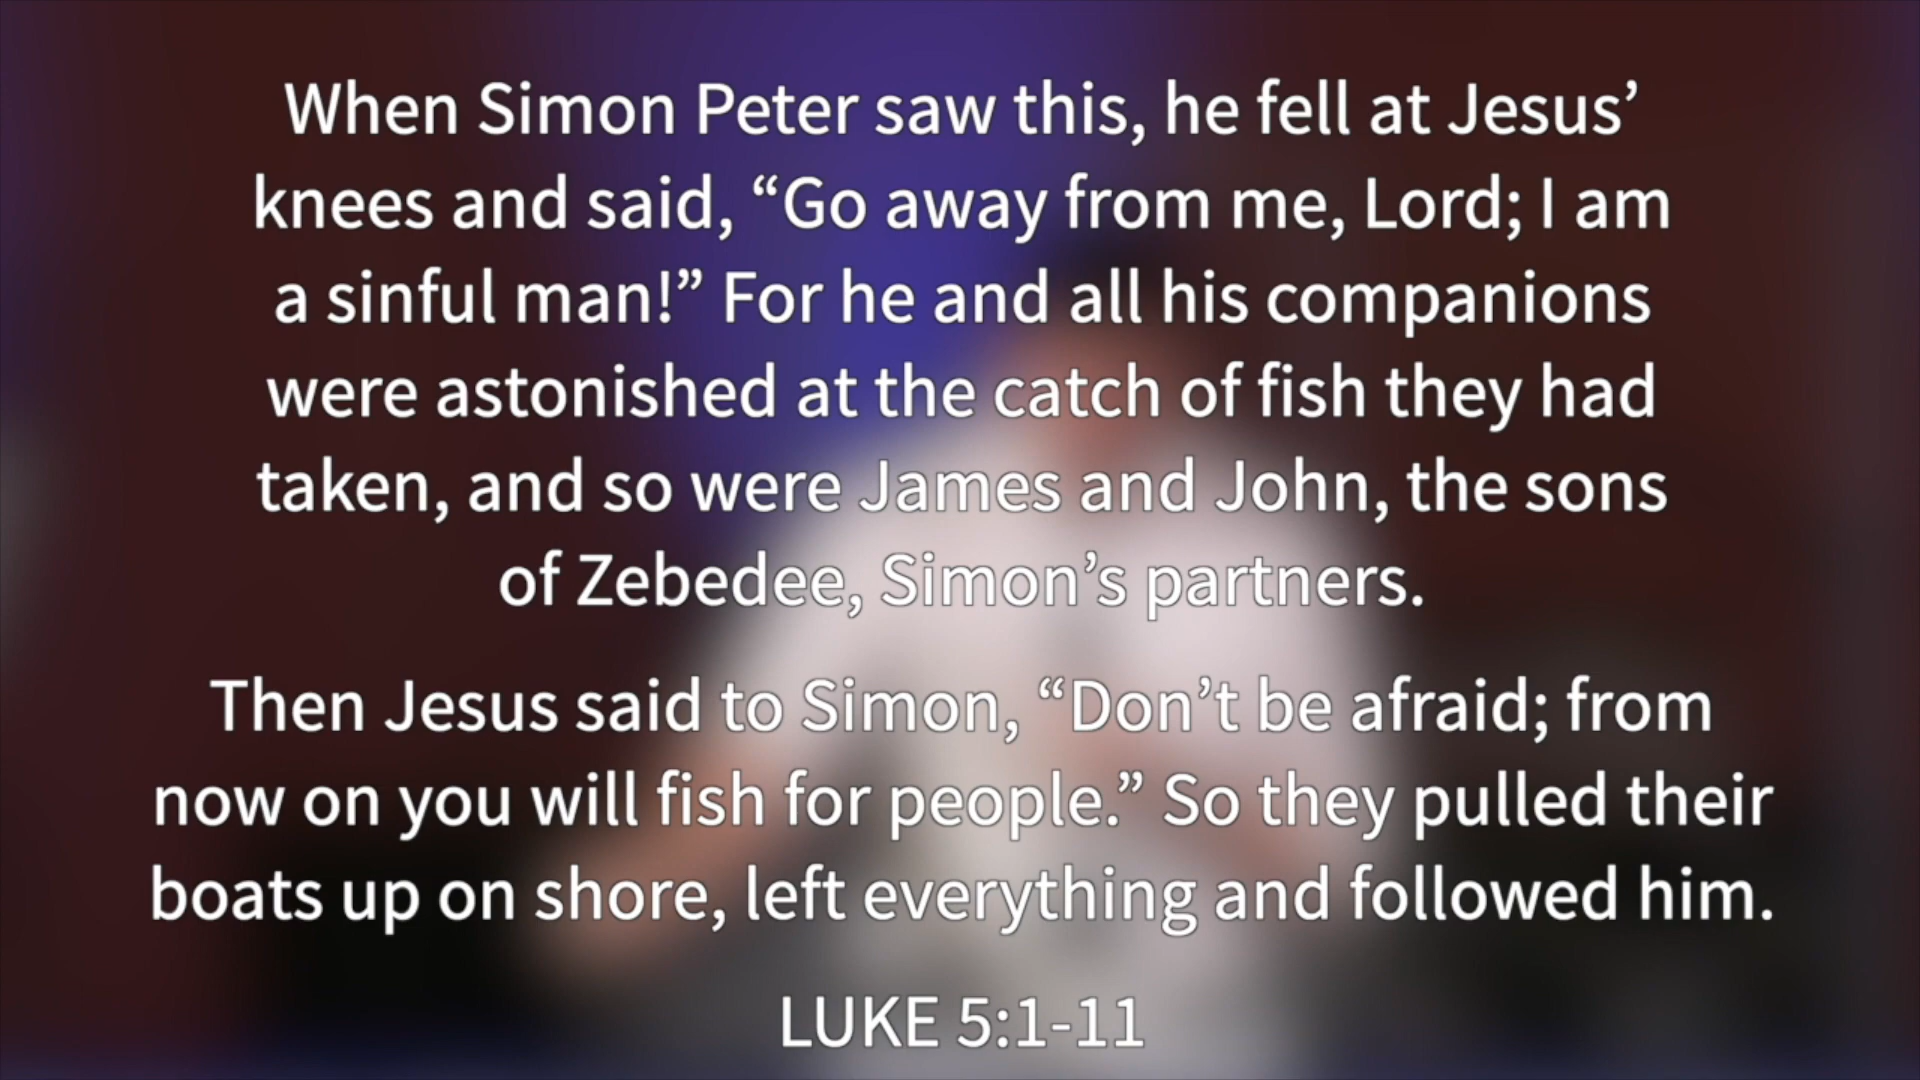 When Simon Peter saw this, he fell at Jesus’
knees and said, “Go away from me, Lord; I am
a sinful man!” For he and all his companions
were astonished at the catch of fish they had
taken, and so were James and John, the sons
of Zebedee, Simon’s partners.
Then Jesus said to Simon, “Don’t be afraid; from
now on you will fish for people.” So they pulled their
boats up on shore, left everything and followed him.
LUKE 5:1-11